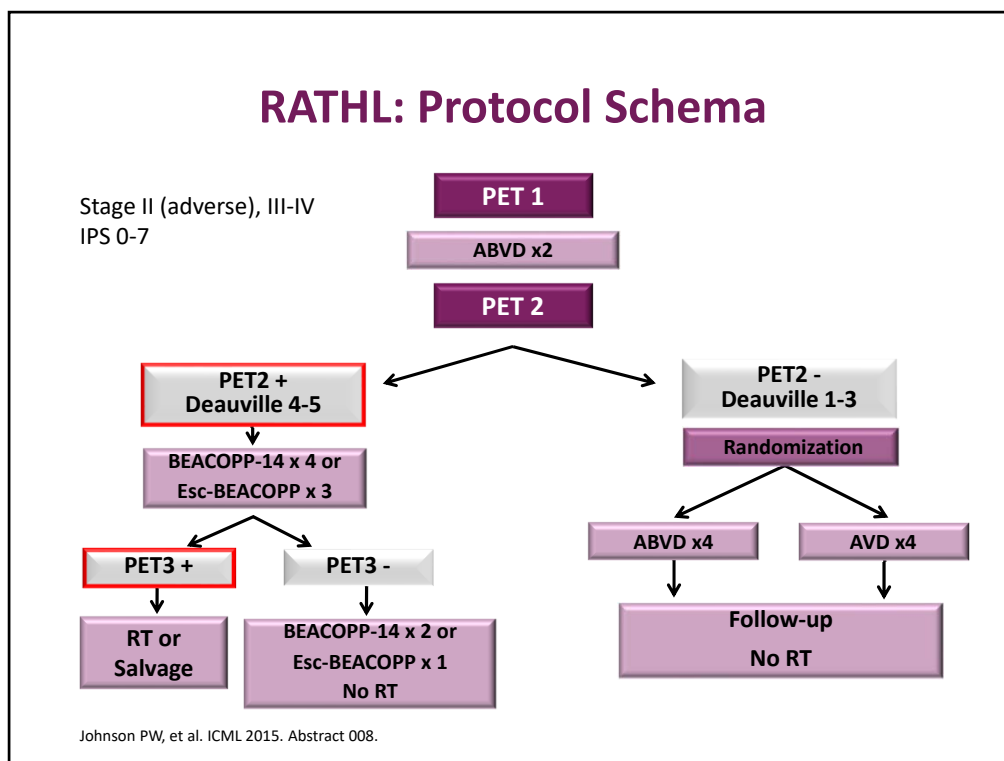 RATHL: Protocol Schema
Stage II (adverse), III-IV
IPS 0-7
PET 1
ABVD x2
PET 2
PET2 +
Deauville 4-5
PET2 -
Deauville 1-3
BEACOPP-14 x 4 or
Esc-BEACOPP x 3
Randomization
PET3 +
PET3 -
ABVD x4
AVD x4
RT or
Salvage
BEACOPP-14 x 2 or
Esc-BEACOPP x 1
No RT
Follow-up
No RT
Johnson PW, et al. ICML 2015. Abstract 008.